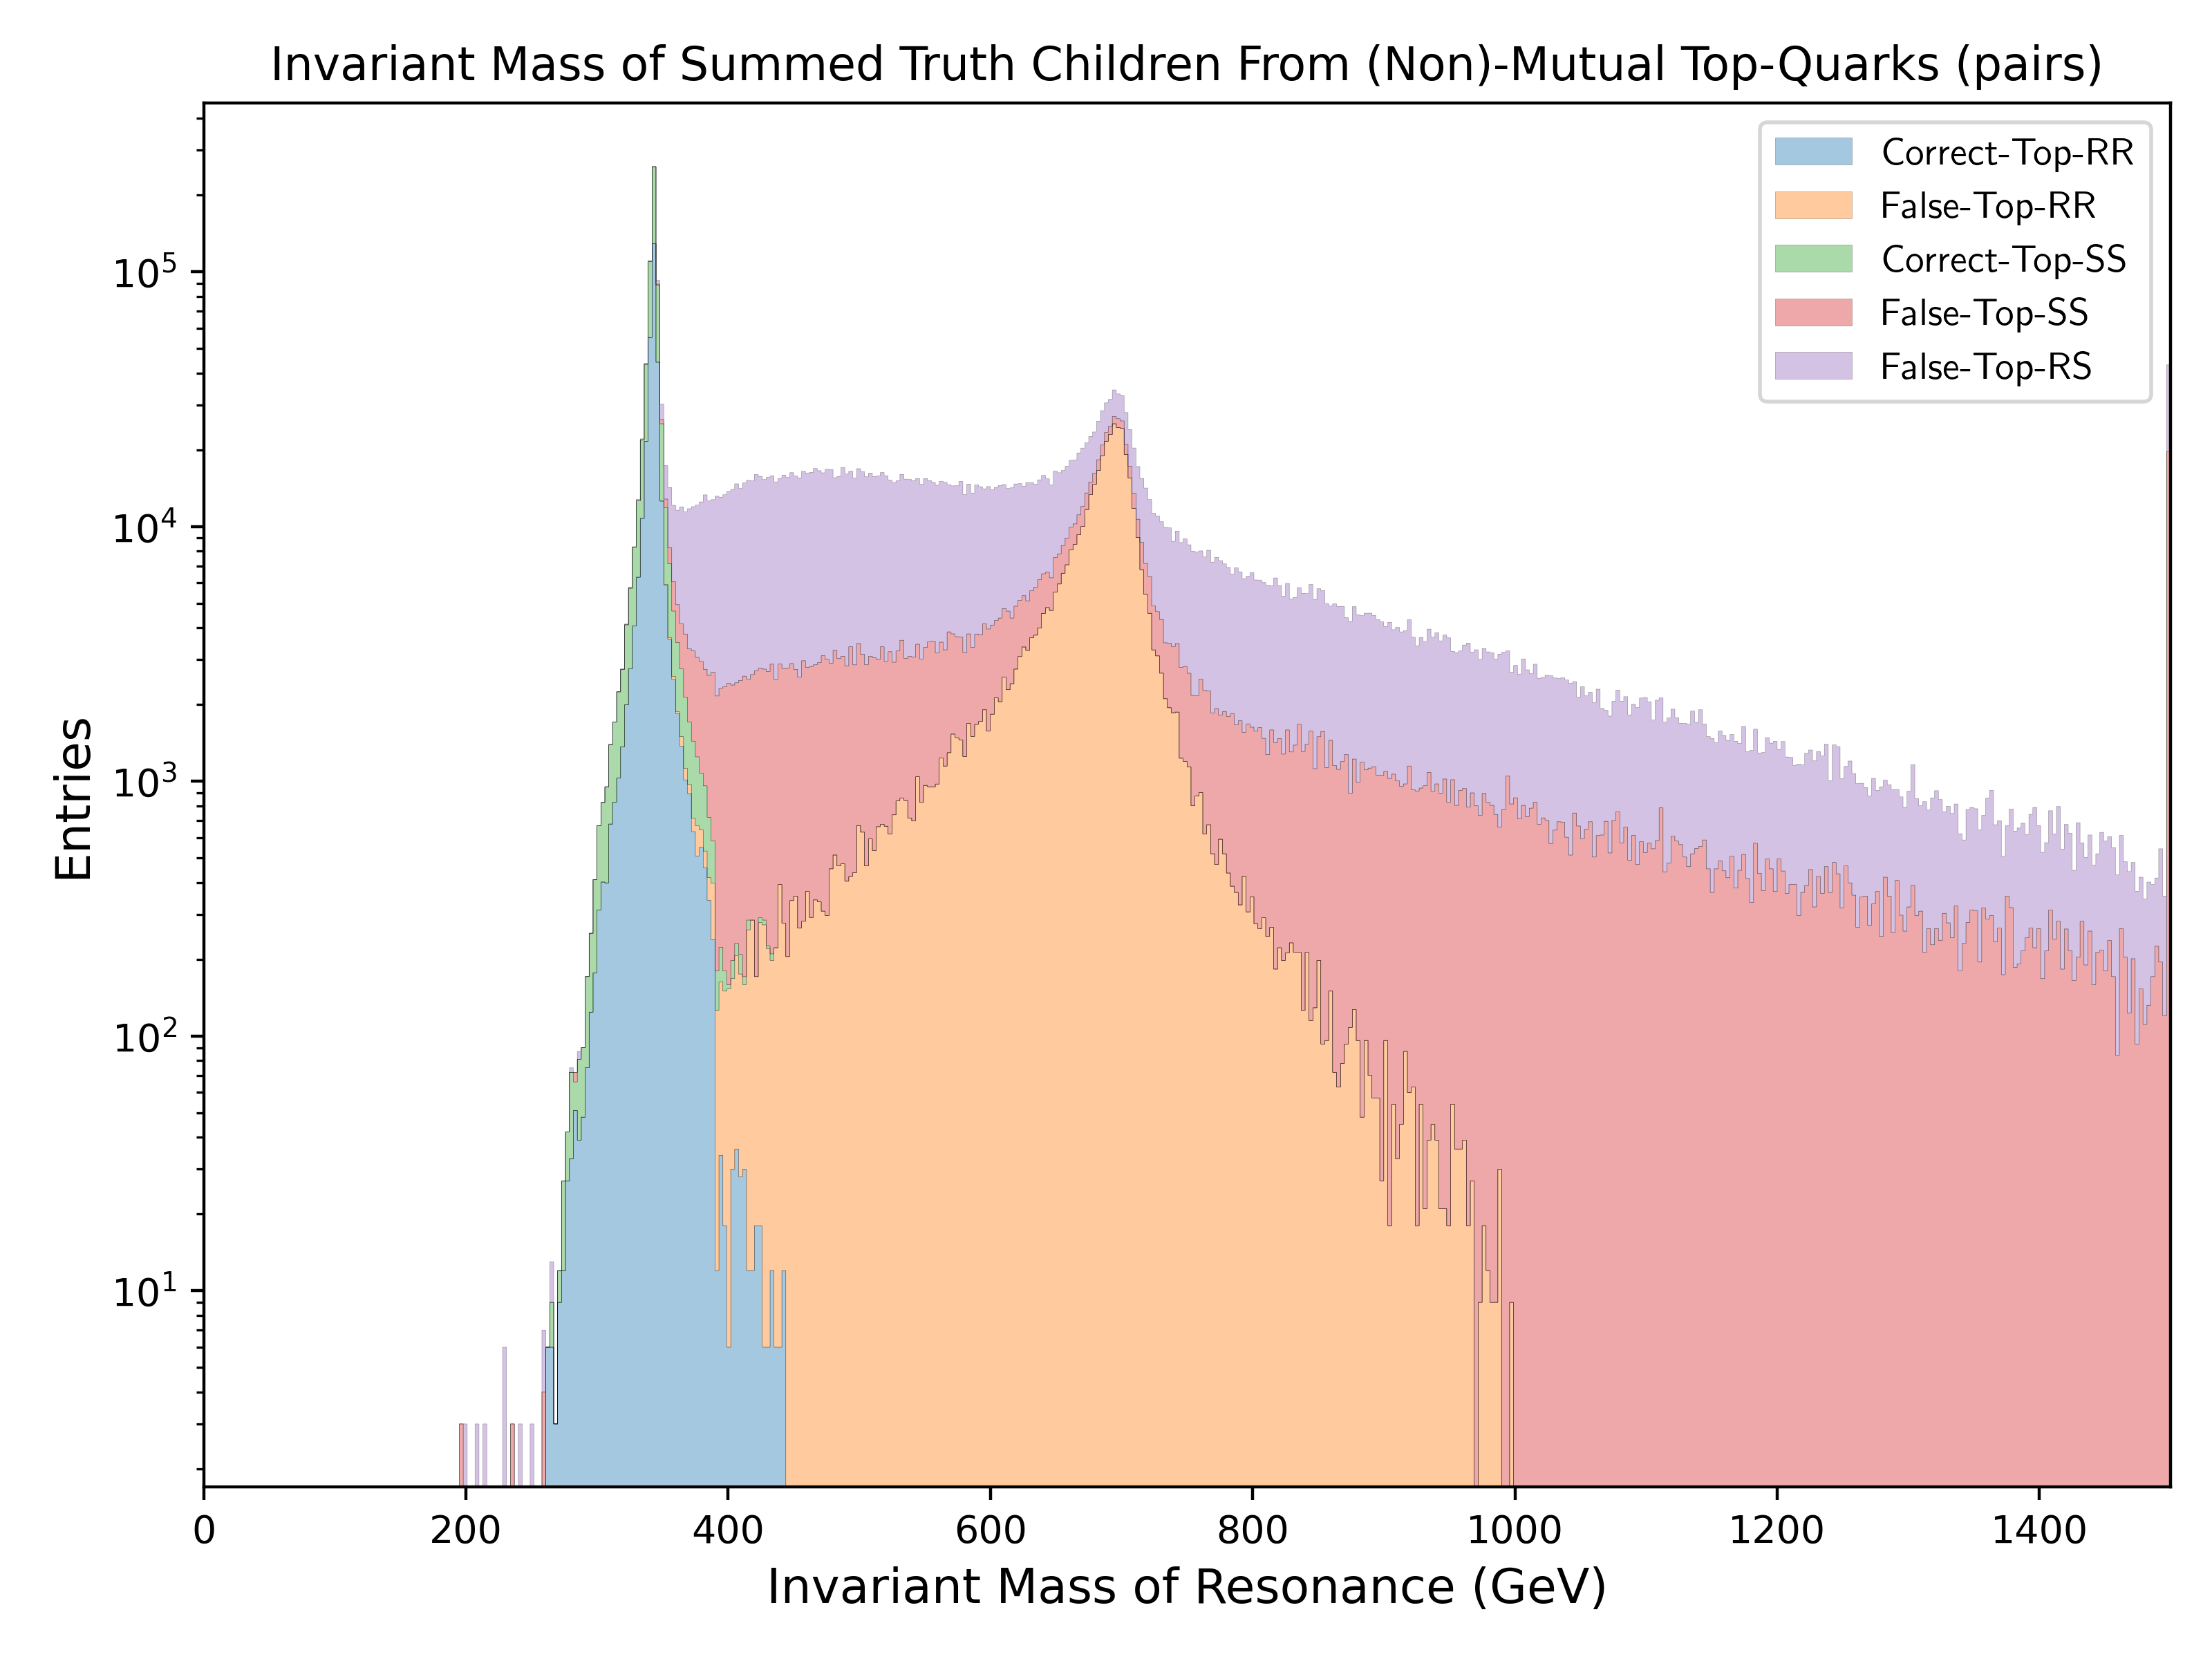 Invariant Mass of Summed Truth Children From (Non)-Mutual Top-Quarks (pairs)
Correct-Top-RR
False-Top-RR
Correct-Top-SS
False-Top-SS
False-Top-RS
Entries
10^5
10^4
10^3
10^2
10^1
0 200 400 600 800 1000 1200 1400
Invariant Mass of Resonance (GeV)